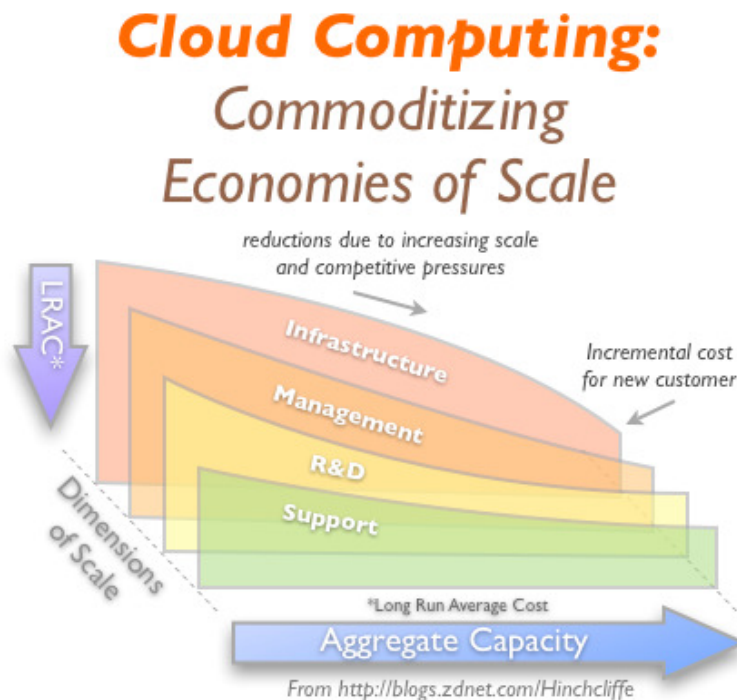 Cloud Computing:
Commoditizing
Economies of Scale
reductions due to increasing scale
and competitive pressures
LRAC*
Infrastructure
Incremental cost
for new customer
Management
R&D
Support
Dimensions
of Scale
*Long Run Average Cost
Aggregate Capacity
From http://blogs.zdnet.com/Hinchcliffe